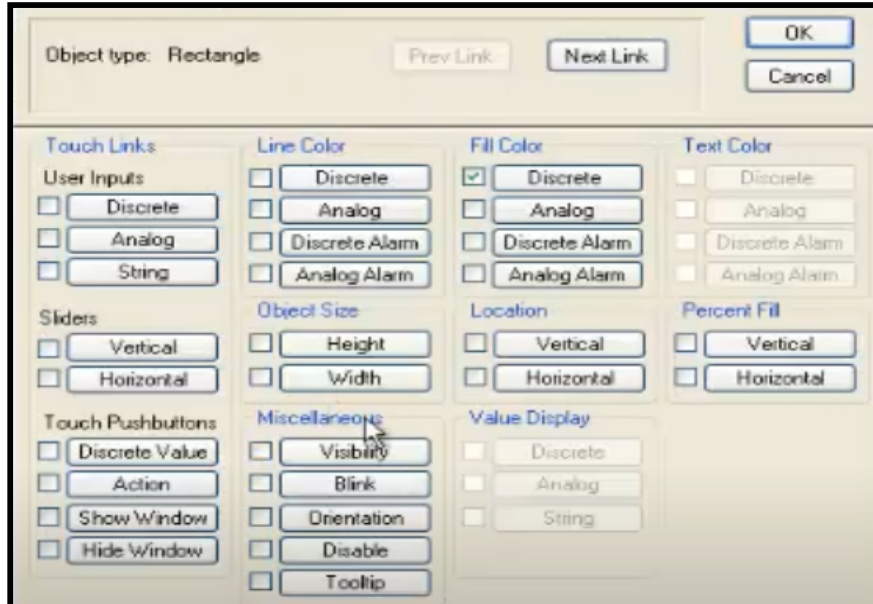 Object type: Rectangle
Prev Link
Next Link
OK
Cancel
Touch Links
User Inputs
Discrete
Analog
String
Sliders
Vertical
Horizontal
Touch Pushbuttons
Discrete Value
Action
Show Window
Hide Window
Line Color
Discrete
Analog
Discrete Alarm
Analog Alarm
Object Size
Height
Width
Miscellaneous
Visibility
Blink
Orientation
Disable
Tooltip
Fill Color
Discrete
Analog
Discrete Alarm
Analog Alarm
Location
Vertical
Horizontal
Value Display
Discrete
Analog
String
Text Color
Discrete
Analog
Discrete Alarm
Analog Alarm
Percent Fill
Vertical
Horizontal